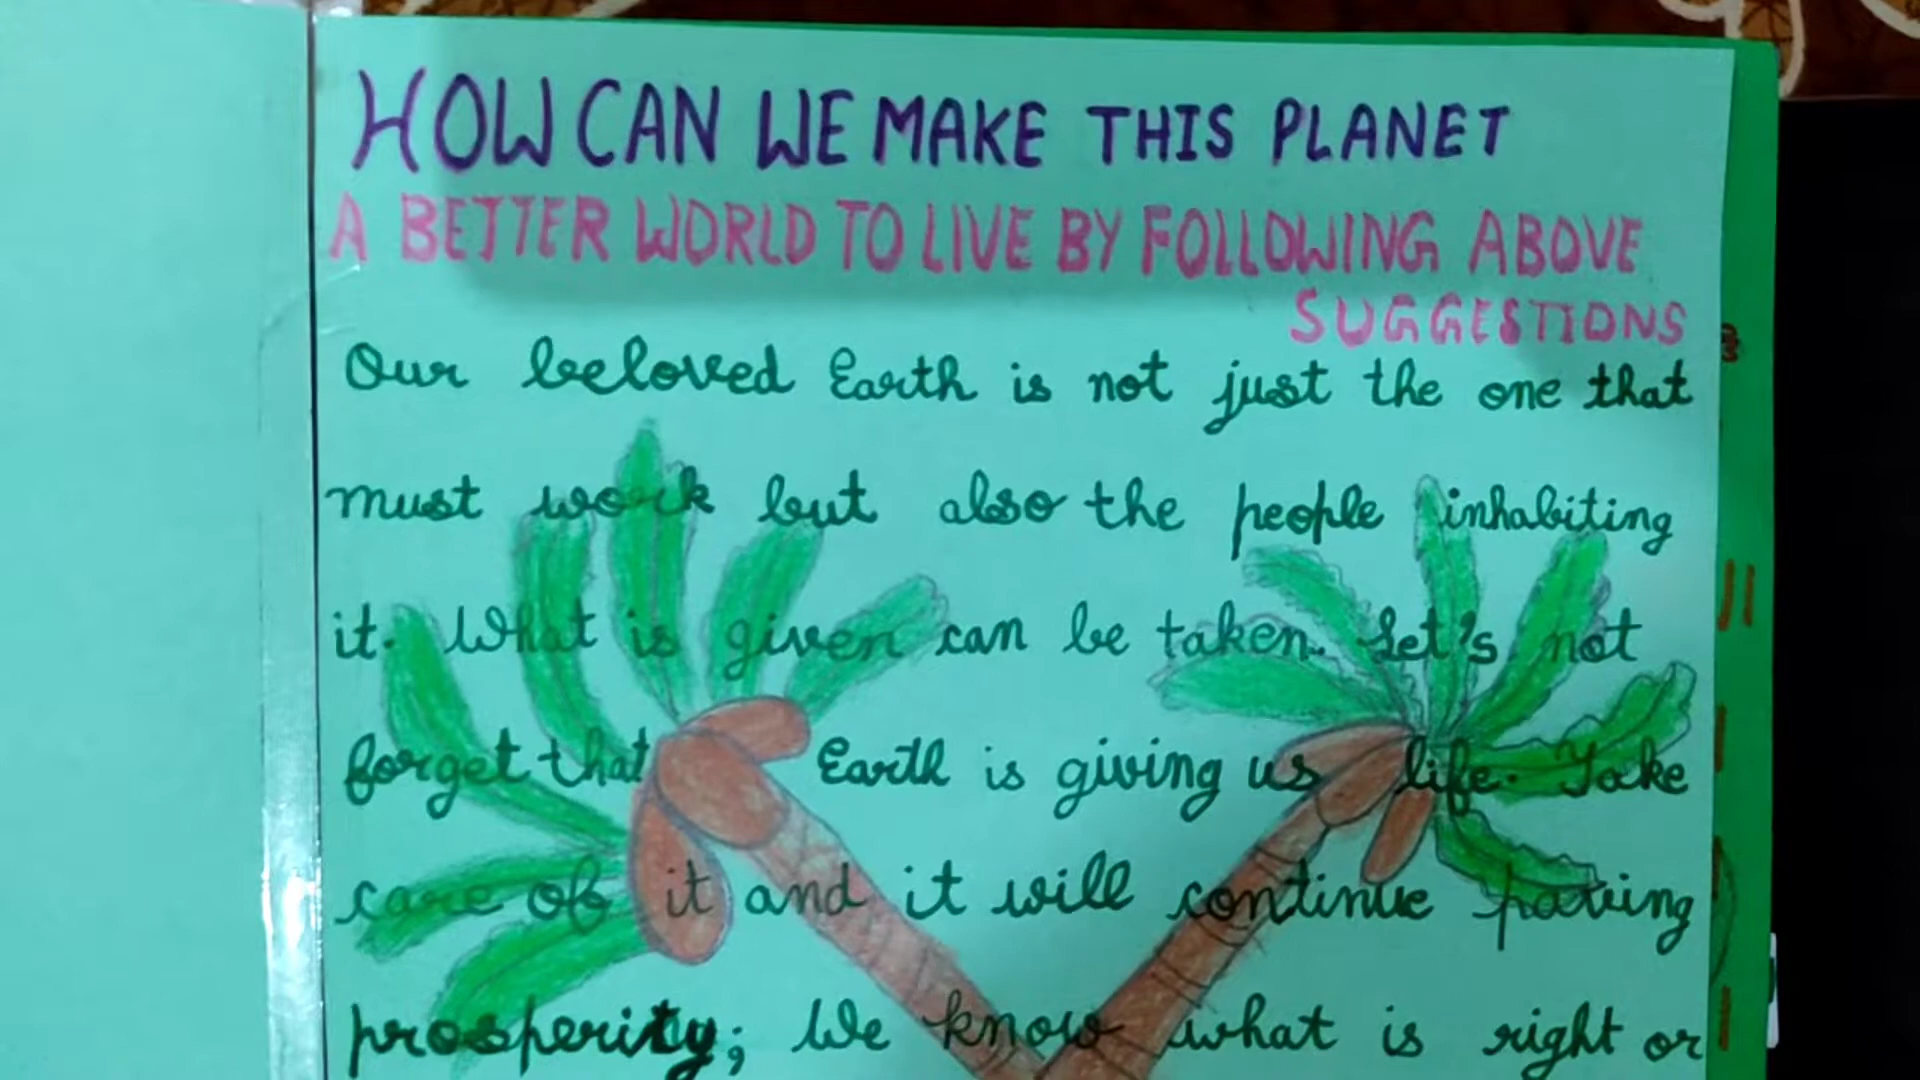 HOW CAN WE MAKE THIS PLANET
A BETTER WORLD TO LIVE BY FOLLOWING ABOVE
SUGGESTIONS
Our beloved Earth is not just the one that
must work but also the people inhabiting
it. What is given can be taken. Let's not
forget that Earth is giving us life. Take
care of it and it will continue paving
prosperity; We know what is right or